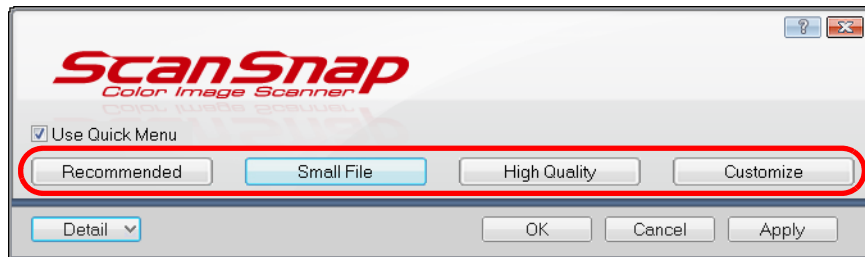 ScanSnap
Color Image Scanner
Use Quick Menu
Recommended Small File High Quality Customize
Detail OK Cancel Apply